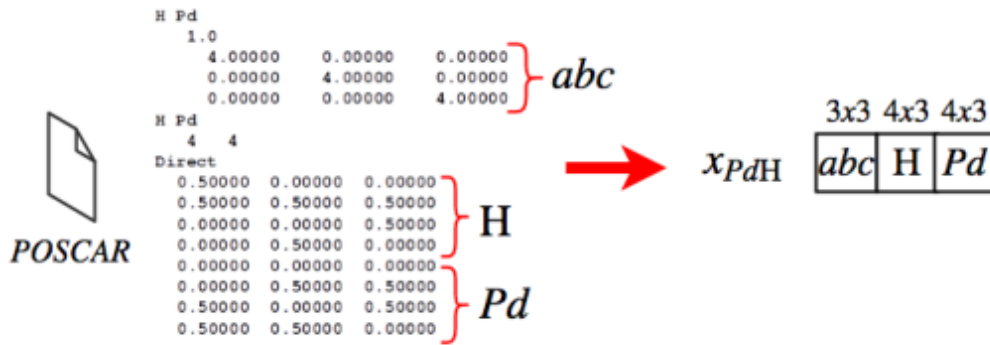 H Pd
1.0
4.00000 0.00000 0.00000
0.00000 4.00000 0.00000
0.00000 0.00000 4.00000
abc
H Pd
4 4
Direct
0.50000 0.00000 0.00000
0.50000 0.50000 0.50000
0.00000 0.00000 0.50000
0.00000 0.50000 0.00000
H
0.00000 0.00000 0.00000
0.00000 0.50000 0.50000
0.50000 0.00000 0.50000
0.50000 0.50000 0.00000
Pd
POSCAR
3x3 4x3 4x3
xPdH abc H Pd